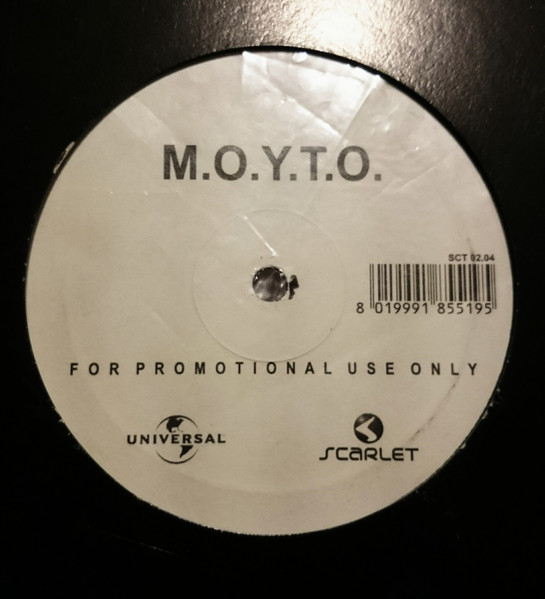 M.O.Y.T.O.
SCT 02.04
8 019991 855195
FOR PROMOTIONAL USE ONLY
UNIVERSAL
SCARLET